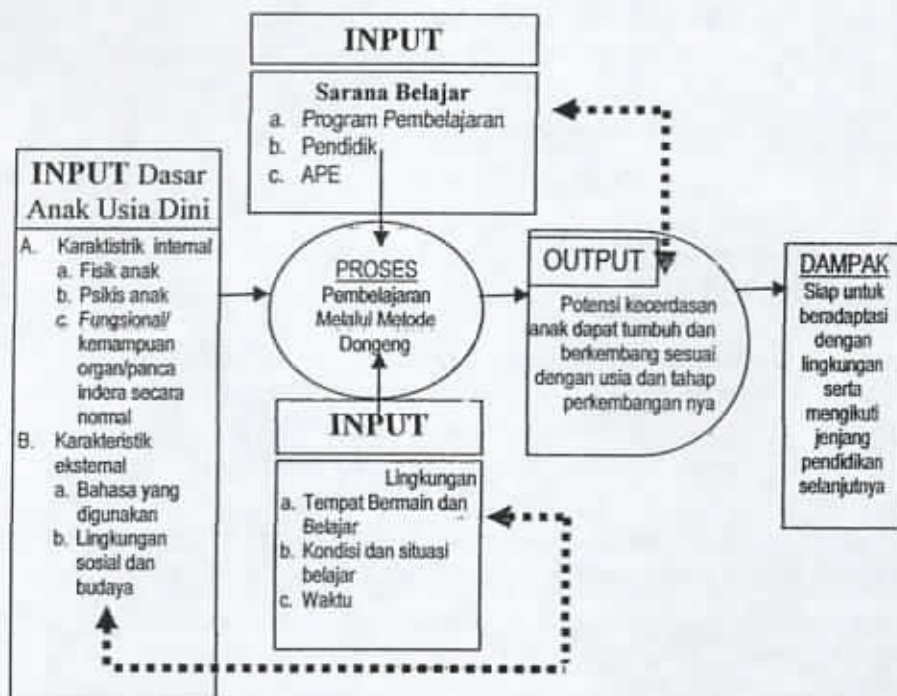 INPUT
Sarana Belajar
a. Program Pembelajaran
b. Pendidik
c. APE
INPUT Dasar
Anak Usia Dini
A. Karaktistrik internal
a. Fisik anak
b. Psikis anak
c. Fungsional/
kemampuan
organ/panca
indera secara
normal
B. Karakteristik
eksternal
a. Bahasa yang
digunakan
b. Lingkungan
sosial dan
budaya
PROSES
Pembelajaran
Melalui Metode
Dongeng
INPUT
Lingkungan
a. Tempat Bermain dan
Belajar
b. Kondisi dan situasi
belajar
c. Waktu
OUTPUT
Potensi kecerdasan
anak dapat tumbuh dan
berkembang sesuai
dengan usia dan tahap
perkembangan nya
DAMPAK
Siap untuk
beradaptasi
dengan
lingkungan
serta
mengikuti
jenjang
pendidikan
selanjutnya